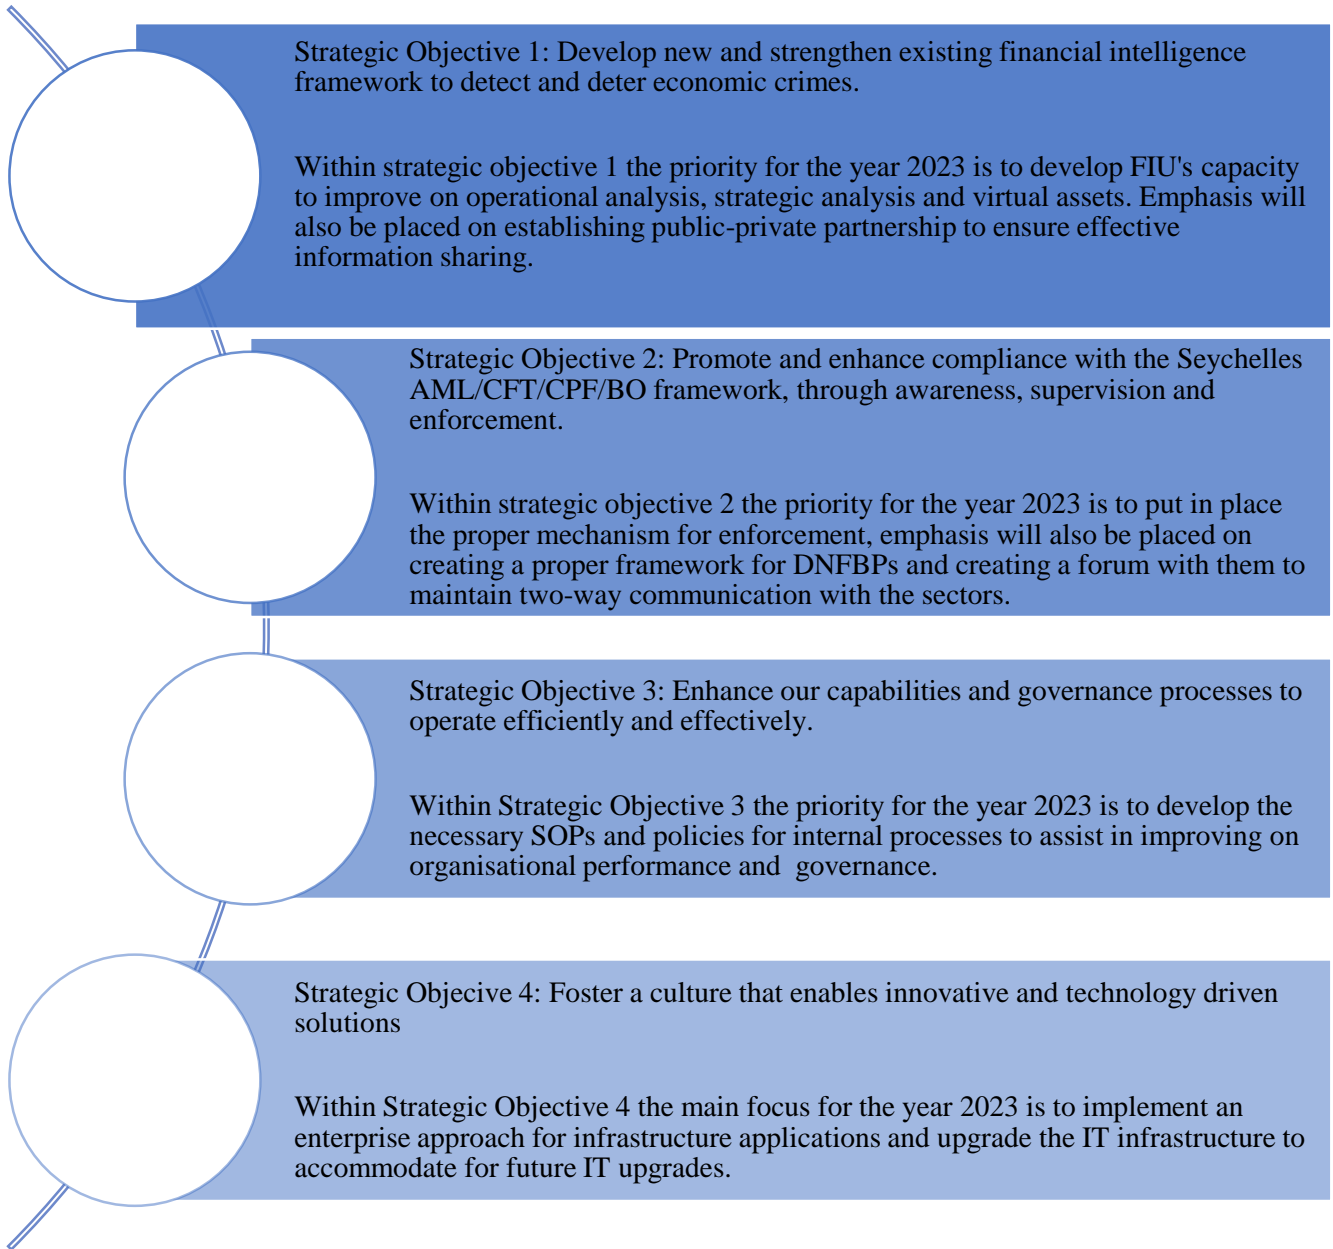 Strategic Objective 1: Develop new and strengthen existing financial intelligence
framework to detect and deter economic crimes.
Within strategic objective 1 the priority for the year 2023 is to develop FIU's capacity
to improve on operational analysis, strategic analysis and virtual assets. Emphasis will
also be placed on establishing public-private partnership to ensure effective
information sharing.
Strategic Objective 2: Promote and enhance compliance with the Seychelles
AML/CFT/CPF/BO framework, through awareness, supervision and
enforcement.
Within strategic objective 2 the priority for the year 2023 is to put in place
the proper mechanism for enforcement, emphasis will also be placed on
creating a proper framework for DNFBPs and creating a forum with them to
maintain two-way communication with the sectors.
Strategic Objective 3: Enhance our capabilities and governance processes to
operate efficiently and effectively.
Within Strategic Objective 3 the priority for the year 2023 is to develop the
necessary SOPs and policies for internal processes to assist in improving on
organisational performance and  governance.
Strategic Objecive 4: Foster a culture that enables innovative and technology driven
solutions
Within Strategic Objective 4 the main focus for the year 2023 is to implement an
enterprise approach for infrastructure applications and upgrade the IT infrastructure to
accommodate for future IT upgrades.